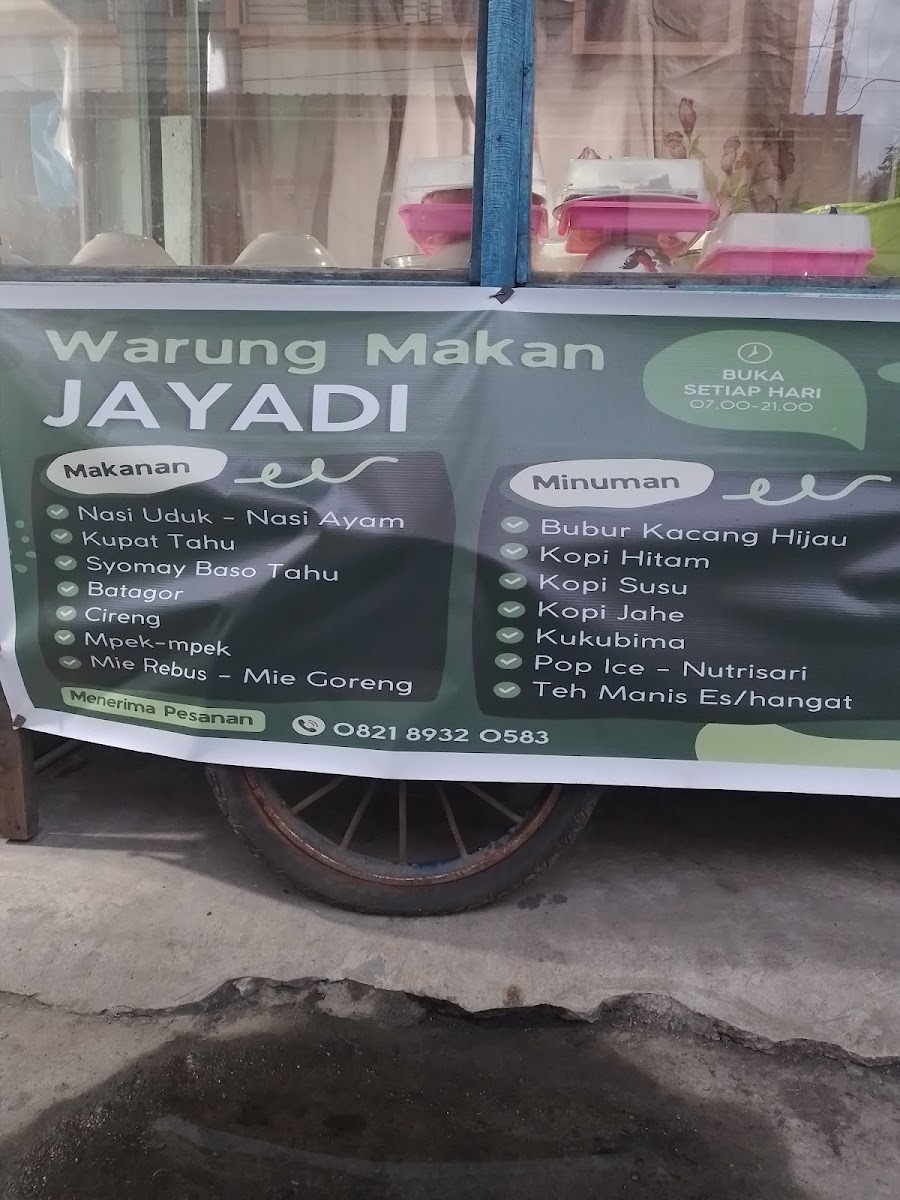 Warung Makan
JAYADI
BUKA
SETIAP HARI
07.00-21.00
Makanan
Nasi Uduk - Nasi Ayam
Kupat Tahu
Syomay Baso Tahu
Batagor
Cireng
Mpek-mpek
Mie Rebus - Mie Goreng
Minuman
Bubur Kacang Hijau
Kopi Hitam
Kopi Susu
Kopi Jahe
Kukubima
Pop Ice - Nutrisari
Teh Manis Es/hangat
Menerima Pesanan
0821 8932 0583